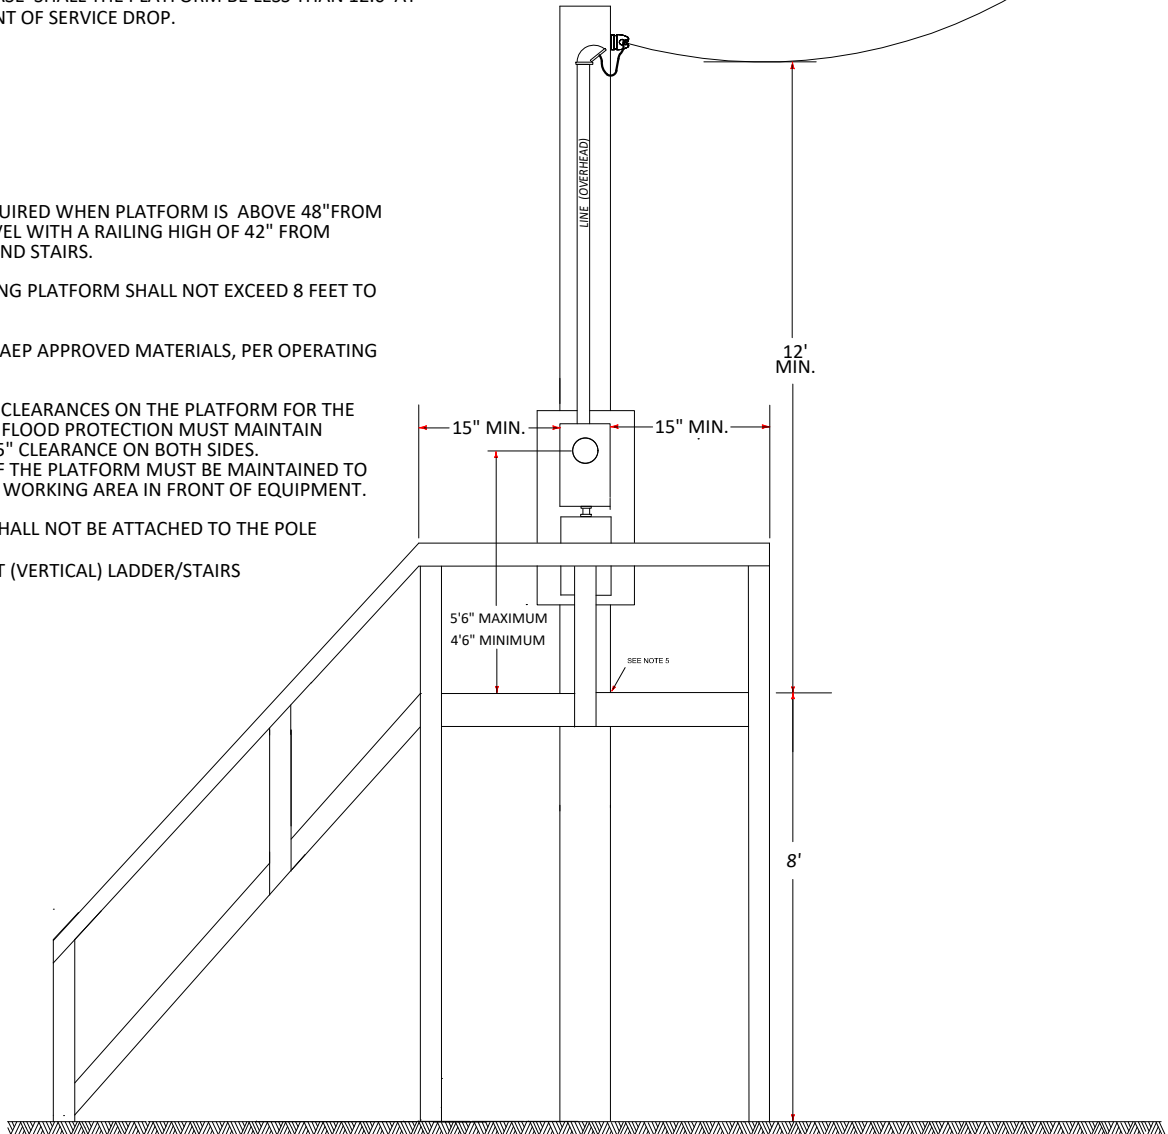 NT OF SERVICE DROP.
LINE (OVERHEAD)
UIRED WHEN PLATFORM IS ABOVE 48"FROM
VEL WITH A RAILING HIGH OF 42" FROM
ND STAIRS.
NG PLATFORM SHALL NOT EXCEED 8 FEET TO
AEP APPROVED MATERIALS, PER OPERATING
CLEARANCES ON THE PLATFORM FOR THE
FLOOD PROTECTION MUST MAINTAIN
5" CLEARANCE ON BOTH SIDES.
F THE PLATFORM MUST BE MAINTAINED TO
WORKING AREA IN FRONT OF EQUIPMENT.
HALL NOT BE ATTACHED TO THE POLE
T (VERTICAL) LADDER/STAIRS
12'
MIN.
15" MIN.
15" MIN.
5'6" MAXIMUM
4'6" MINIMUM
SEE NOTE 5
8'